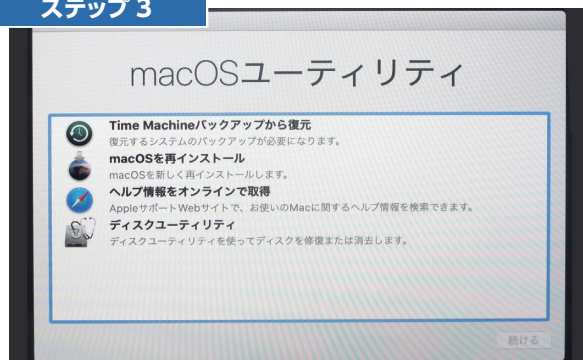 ステップ 3
macOSユーティリティ
Time Machineバックアップから復元
復元するシステムのバックアップが必要になります。
macOSを再インストール
macOSを新しく再インストールします。
ヘルプ情報をオンラインで取得
AppleサポートWebサイトで、お使いのMacに関するヘルプ情報を検索できます。
ディスクユーティリティ
ディスクユーティリティを使ってディスクを修復または消去します。
続ける